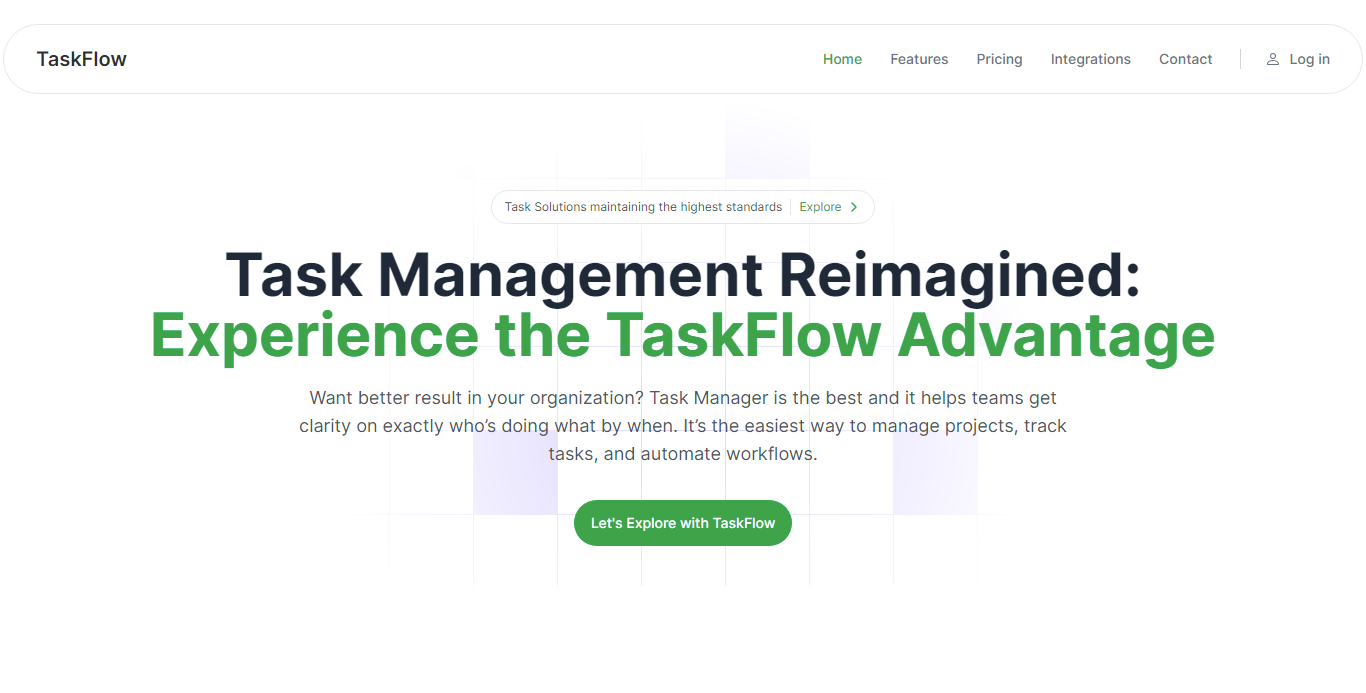 TaskFlow
Home Features Pricing Integrations Contact Log in
Task Solutions maintaining the highest standards Explore
Task Management Reimagined:
Experience the TaskFlow Advantage
Want better result in your organization? Task Manager is the best and it helps teams get
clarity on exactly who’s doing what by when. It’s the easiest way to manage projects, track
tasks, and automate workflows.
Let's Explore with TaskFlow